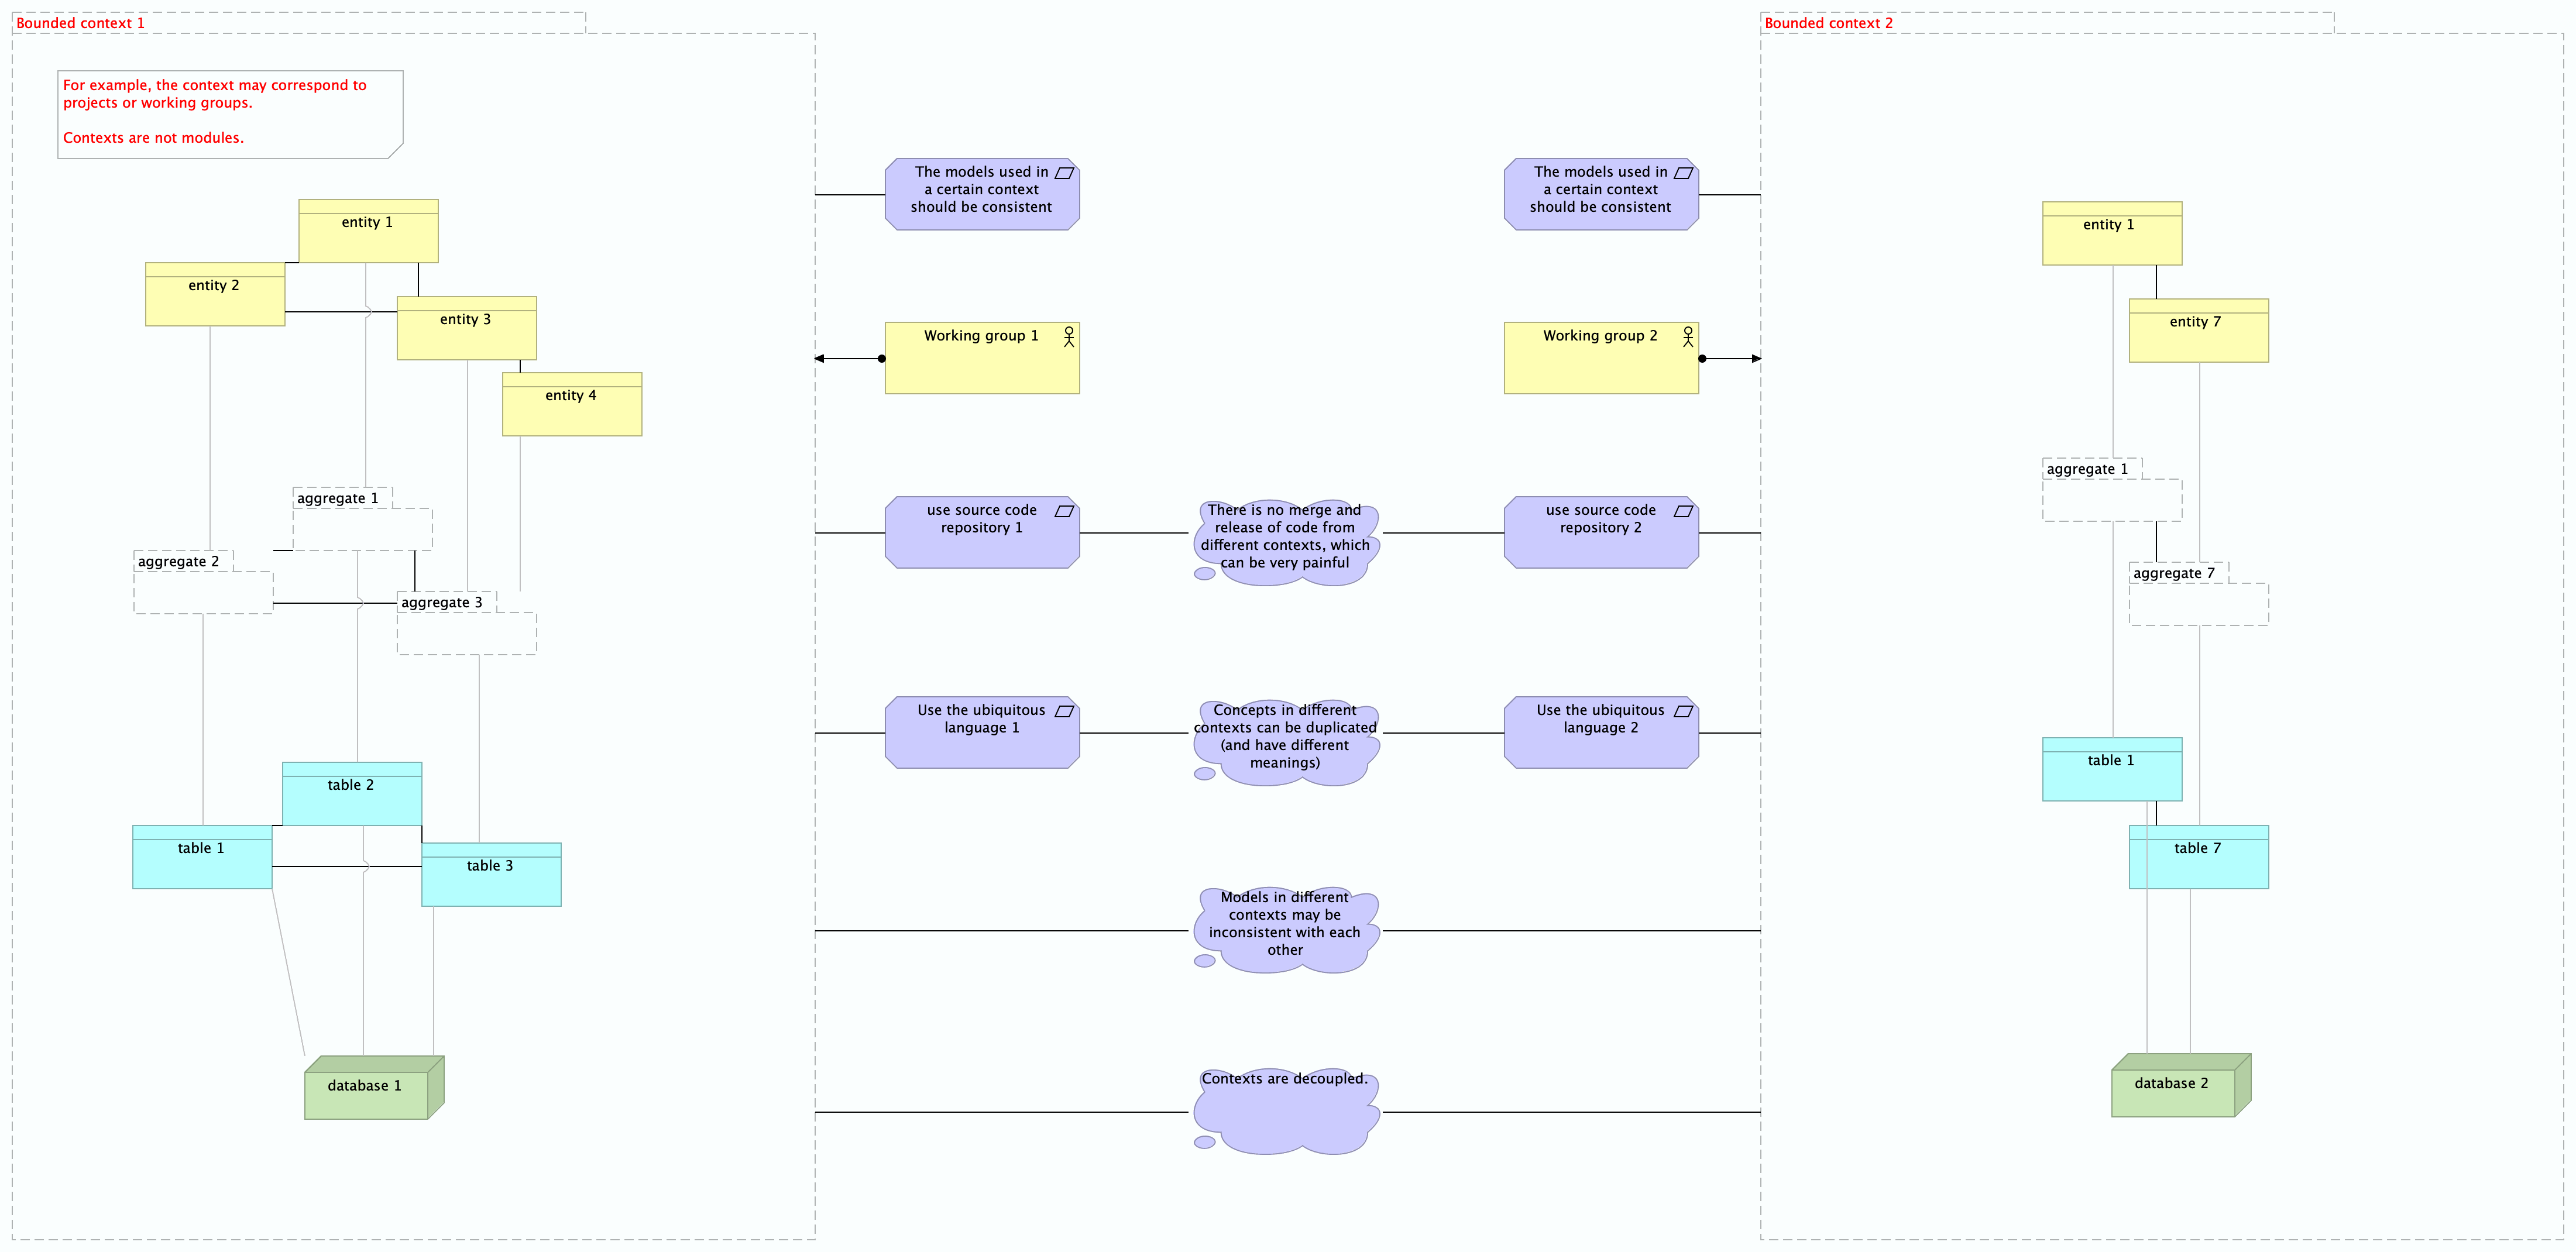 Bounded context 1
For example, the context may correspond to
projects or working groups.
Contexts are not modules.
entity 1
entity 2
entity 3
entity 4
aggregate 1
aggregate 2
aggregate 3
table 2
table 1
table 3
database 1
The models used in
a certain context
should be consistent
Working group 1
use source code
repository 1
Use the ubiquitous
language 1
There is no merge and
release of code from
different contexts, which
can be very painful
Concepts in different
contexts can be duplicated
(and have different
meanings)
Models in different
contexts may be
inconsistent with each
other
Contexts are decoupled.
The models used in
a certain context
should be consistent
Working group 2
use source code
repository 2
Use the ubiquitous
language 2
Bounded context 2
entity 1
entity 7
aggregate 1
aggregate 7
table 1
table 7
database 2